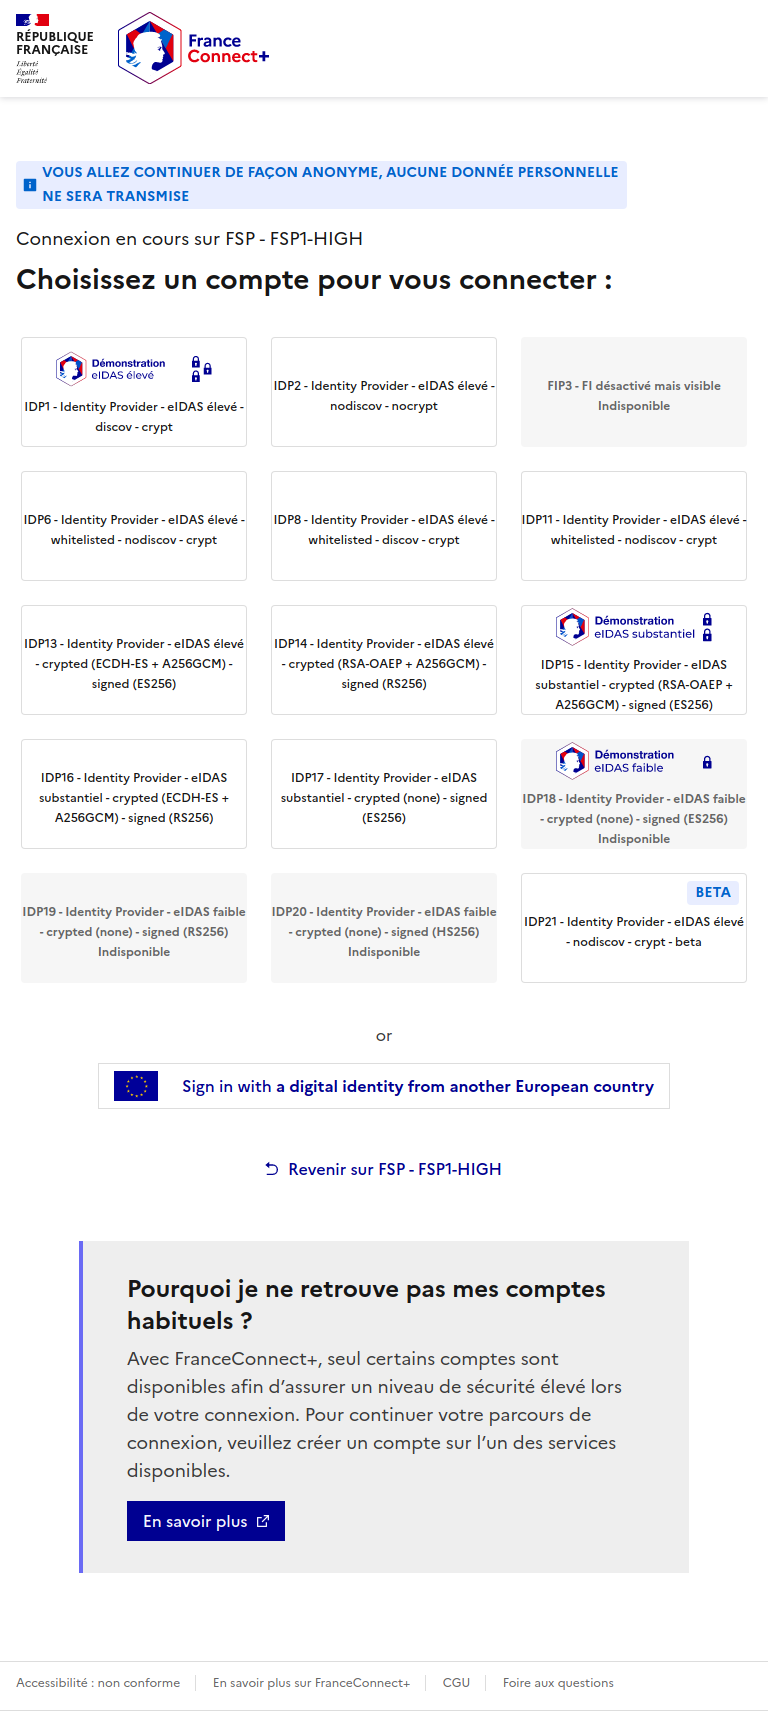 RÉPUBLIQUE
FRANÇAISE
Liberté
Égalité
Fraternité
France
Connect+
VOUS ALLEZ CONTINUER DE FAÇON ANONYME, AUCUNE DONNÉE PERSONNELLE
NE SERA TRANSMISE
Connexion en cours sur FSP - FSP1-HIGH
Choisissez un compte pour vous connecter :
Démonstration
eIDAS élevé
IDP1 - Identity Provider - eIDAS élevé -
discov - crypt
IDP2 - Identity Provider - eIDAS élevé -
nodiscov - nocrypt
FIP3 - FI désactivé mais visible
Indisponible
IDP6 - Identity Provider - eIDAS élevé -
whitelisted - nodiscov - crypt
IDP8 - Identity Provider - eIDAS élevé -
whitelisted - discov - crypt
IDP11 - Identity Provider - eIDAS élevé -
whitelisted - nodiscov - crypt
IDP13 - Identity Provider - eIDAS élevé
- crypted (ECDH-ES + A256GCM) -
signed (ES256)
IDP14 - Identity Provider - eIDAS élevé
- crypted (RSA-OAEP + A256GCM) -
signed (RS256)
Démonstration
eIDAS substantiel
IDP15 - Identity Provider - eIDAS
substantiel - crypted (RSA-OAEP +
A256GCM) - signed (ES256)
IDP16 - Identity Provider - eIDAS
substantiel - crypted (ECDH-ES +
A256GCM) - signed (RS256)
IDP17 - Identity Provider - eIDAS
substantiel - crypted (none) - signed
(ES256)
Démonstration
eIDAS faible
IDP18 - Identity Provider - eIDAS faible
- crypted (none) - signed (ES256)
Indisponible
IDP19 - Identity Provider - eIDAS faible
- crypted (none) - signed (RS256)
Indisponible
IDP20 - Identity Provider - eIDAS faible
- crypted (none) - signed (HS256)
Indisponible
BETA
IDP21 - Identity Provider - eIDAS élevé
- nodiscov - crypt - beta
or
Sign in with a digital identity from another European country
Revenir sur FSP - FSP1-HIGH
Pourquoi je ne retrouve pas mes comptes
habituels ?
Avec FranceConnect+, seul certains comptes sont
disponibles afin d’assurer un niveau de sécurité élevé lors
de votre connexion. Pour continuer votre parcours de
connexion, veuillez créer un compte sur l’un des services
disponibles.
En savoir plus
Accessibilité : non conforme
En savoir plus sur FranceConnect+
CGU
Foire aux questions